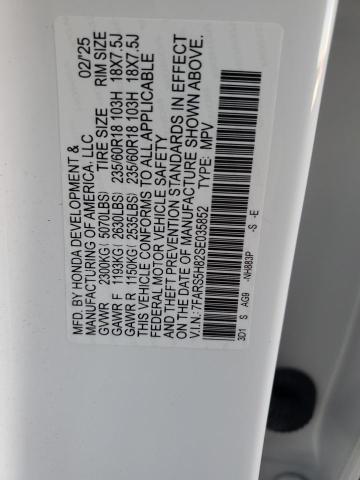 MFD. BY HONDA DEVELOPMENT & 02/'25
MANUFACTURING OF AMERICA, LLC
TIRE SIZE RIM SIZE
GVWR 2300KG (5070LBS)
GAWR F 1193KG (2630LBS) 235/60R18 103H 18X7.5J
GAWR R 1150KG (2535LBS) 235/60R18 103H 18X7.5J
THIS VEHICLE CONFORMS TO ALL APPLICABLE
FEDERAL MOTOR VEHICLE SAFETY
AND THEFT PREVENTION STANDARDS IN EFFECT
ON THE DATE OF MANUFACTURE SHOWN ABOVE.
V.I.N.: 7FARS5H82SE035852 TYPE: MPV
3D1 S AG9 -NH883P -S -E